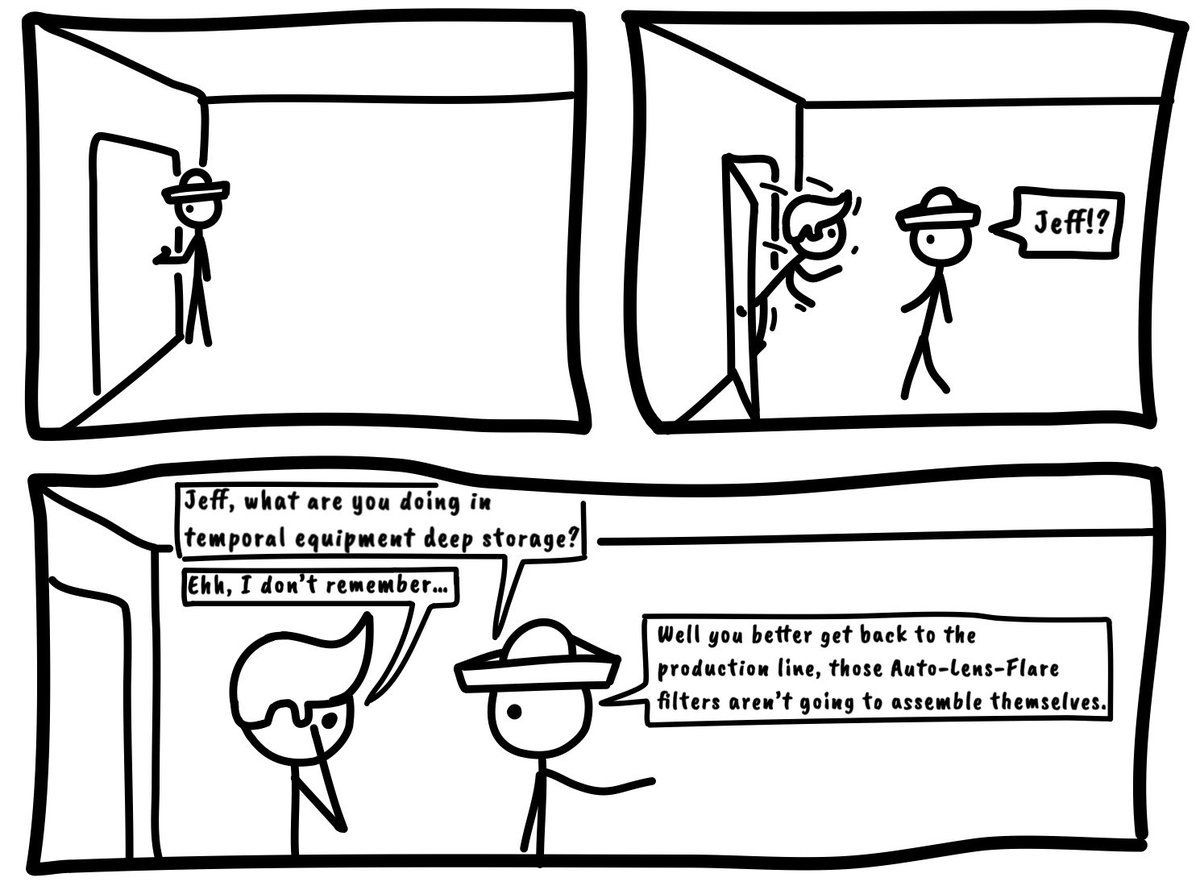 Jeff!?
Jeff, what are you doing in
temporal equipment deep storage?
Ehh, I don't remember...
Well you better get back to the
production line, those Auto-Lens-Flare
filters aren't going to assemble themselves.